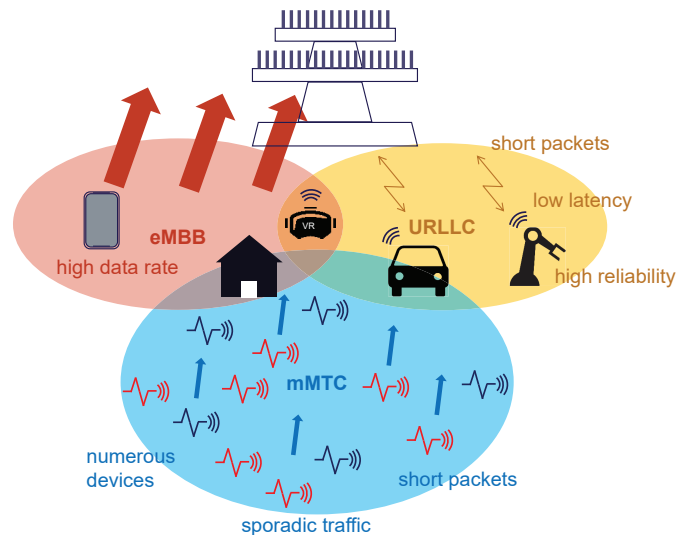 short packets
low latency
VR
eMBB
URLLC
high data rate
high reliability
mMTC
numerous
devices
short packets
sporadic traffic